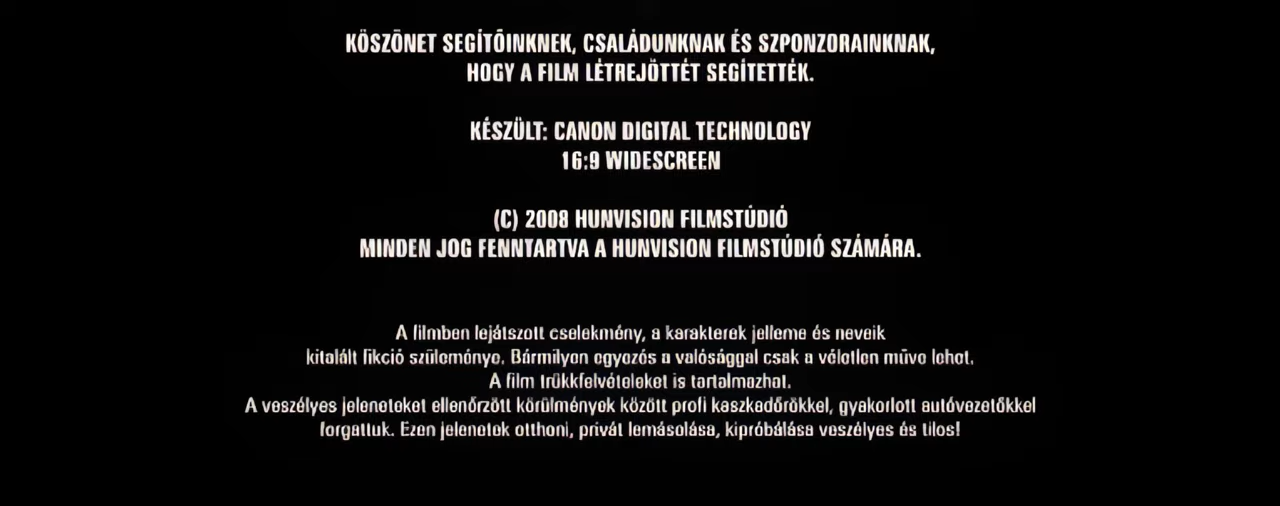 KÖSZÖNET SEGÍTŐINKNEK, CSALÁDUNKNAK ÉS SZPONZORAINKNAK,
HOGY A FILM LÉTREJÖTTÉT SEGÍTETTÉK.
KÉSZÜLT: CANON DIGITAL TECHNOLOGY
16:9 WIDESCREEN
(C) 2008 HUNVISION FILMSTÚDIÓ
MINDEN JOG FENNTARTVA A HUNVISION FILMSTÚDIÓ SZÁMÁRA.
A filmben lejátszott cselekmény, a karakterek jelleme és neveik
kitalált fikció szüleménye. Bármilyen egyezés a valósággal csak a véletlen műve lehet.
A film trükkfelvételeket is tartalmazhat.
A veszélyes jeleneteket ellenőrzött körülmények között profi kaszkadőrökkel, gyakorlott autóvezetőkkel
forgattuk. Ezen jelenetek otthoni, privát lemásolása, kipróbálása veszélyes és tilos!